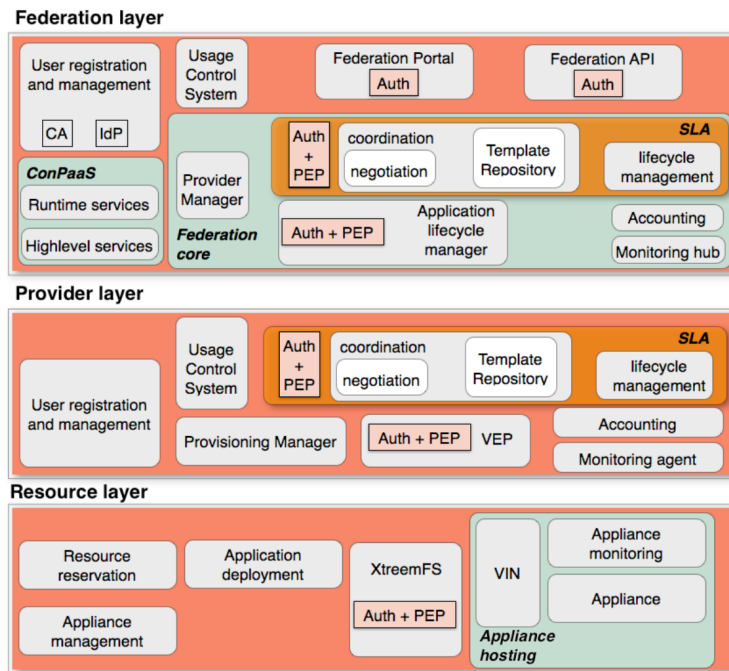 Federation layer
User registration
and management
CA
IdP
Usage
Control
System
Federation Portal
Auth
Federation API
Auth
ConPaaS
Runtime services
Highlevel services
Provider
Manager
Federation
core
Auth
+
PEP
coordination
negotiation
Template
Repository
SLA
lifecycle
management
Auth + PEP
Application
lifecycle
manager
Accounting
Monitoring hub
Provider layer
User registration
and management
Usage
Control
System
Auth
+
PEP
coordination
negotiation
Template
Repository
SLA
lifecycle
management
Provisioning Manager
Auth + PEP
VEP
Accounting
Monitoring agent
Resource layer
Resource
reservation
Application
deployment
XtreemFS
Auth + PEP
Appliance
management
VIN
Appliance
monitoring
Appliance
Appliance
hosting